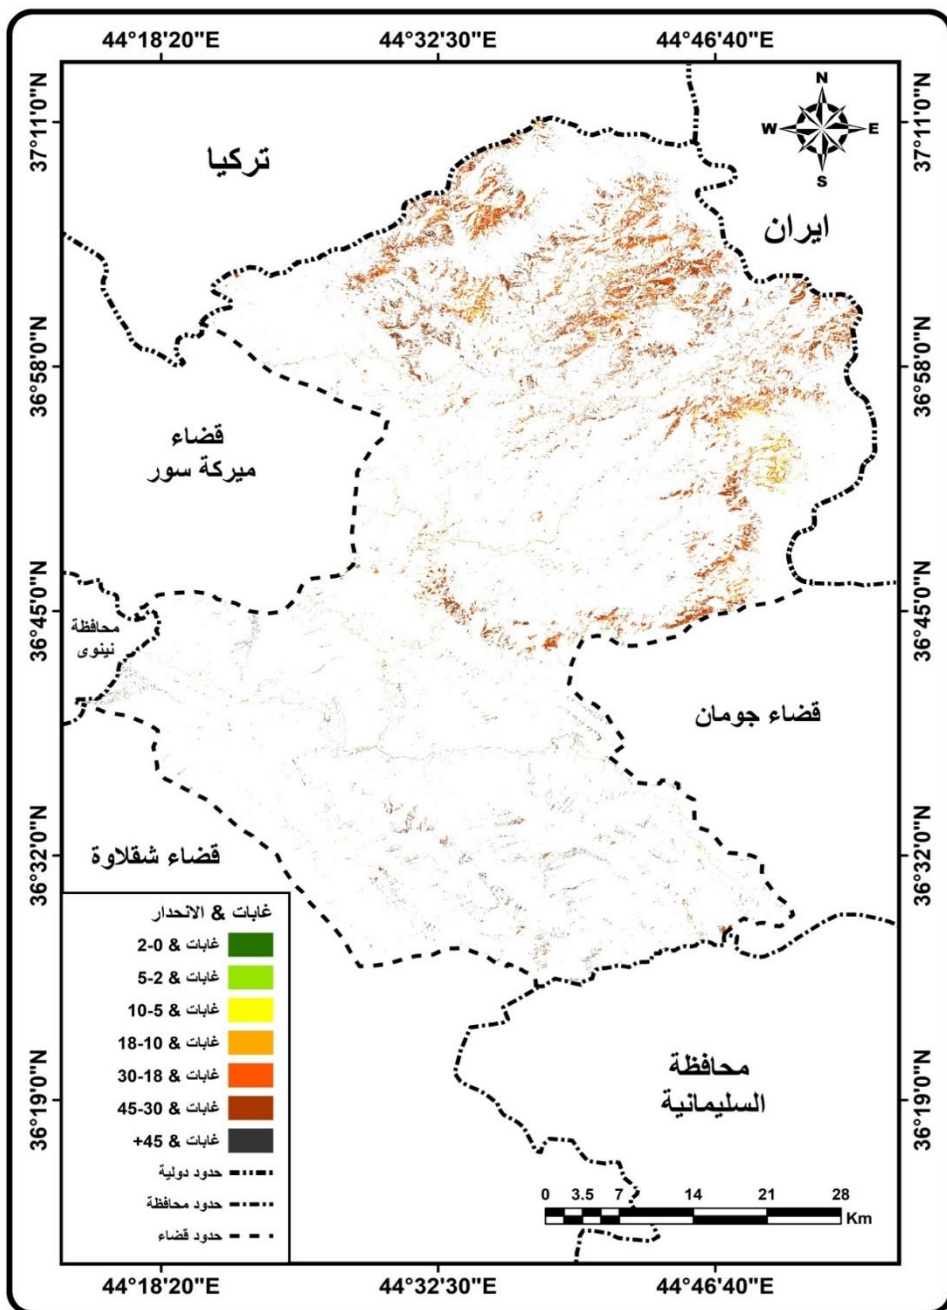 44°18'20"E 44°32'30"E 44°46'40"E
37°11'0"N
37°11'0"N
N
W E
S
تركيا
ايران
36°58'0"N
36°58'0"N
قضاء
ميركة سور
36°45'0"N
36°45'0"N
محافظة
نينوى
قضاء جومان
36°32'0"N
36°32'0"N
قضاء شقلاوة
غابات & الانحدار
غابات & 0-2
غابات & 2-5
غابات & 5-10
غابات & 10-18
غابات & 18-30
غابات & 30-45
غابات & 45+
حدود دولية
حدود محافظة
حدود قضاء
محافظة
السليمانية
36°19'0"N
36°19'0"N
0 3.5 7 14 21 28
Km
44°18'20"E 44°32'30"E 44°46'40"E